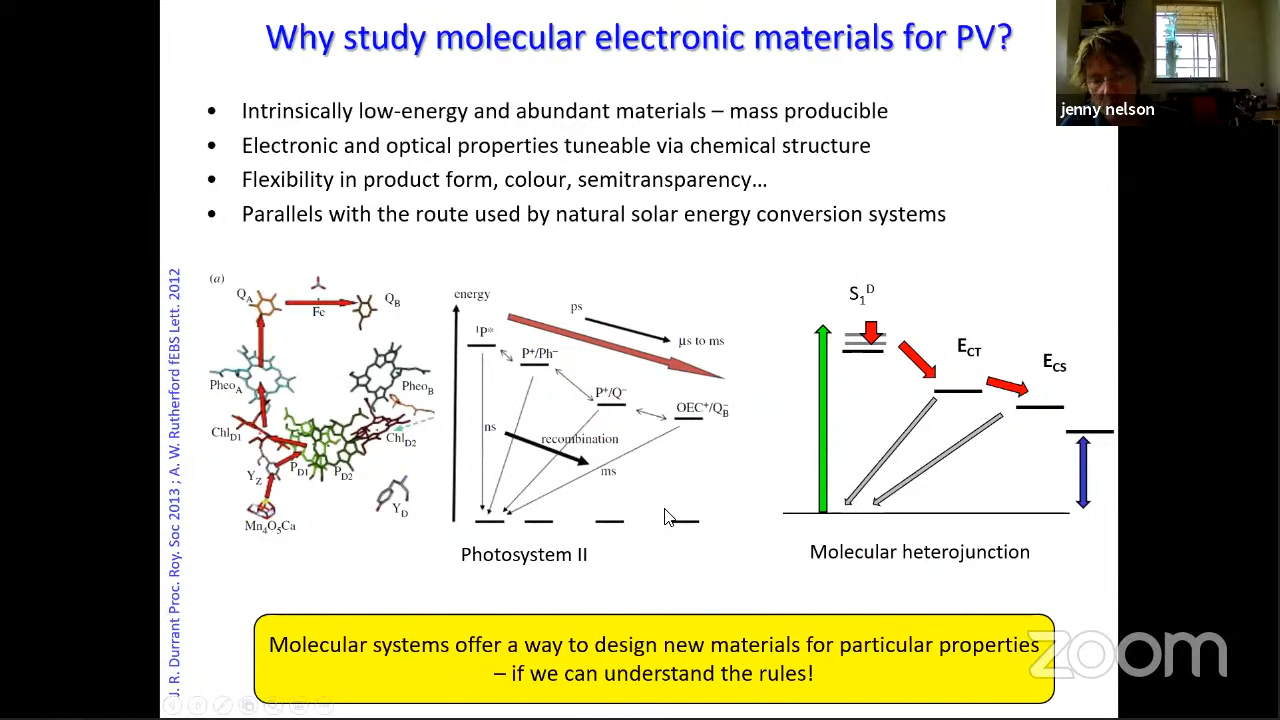 Why study molecular electronic materials for PV?
jenny nelson
• Intrinsically low-energy and abundant materials – mass producible
• Electronic and optical properties tuneable via chemical structure
• Flexibility in product form, colour, semitransparency…
• Parallels with the route used by natural solar energy conversion systems
J. R. Durrant Proc. Roy. Soc 2013 ; A. W. Rutherford fEBS Lett. 2012
(a)
QA
QB
Fe
PheoA
PheoB
ChlD1
ChlD2
PD1
PD2
YZ
YD
Mn4O5Ca
energy
ps
µs to ms
¹P*
P⁺/Ph⁻
P⁺/Q⁻
OEC⁺/QB⁻
ns
recombination
ms
Photosystem II
S1D
ECT
ECS
Molecular heterojunction
Molecular systems offer a way to design new materials for particular properties
– if we can understand the rules!
zoom